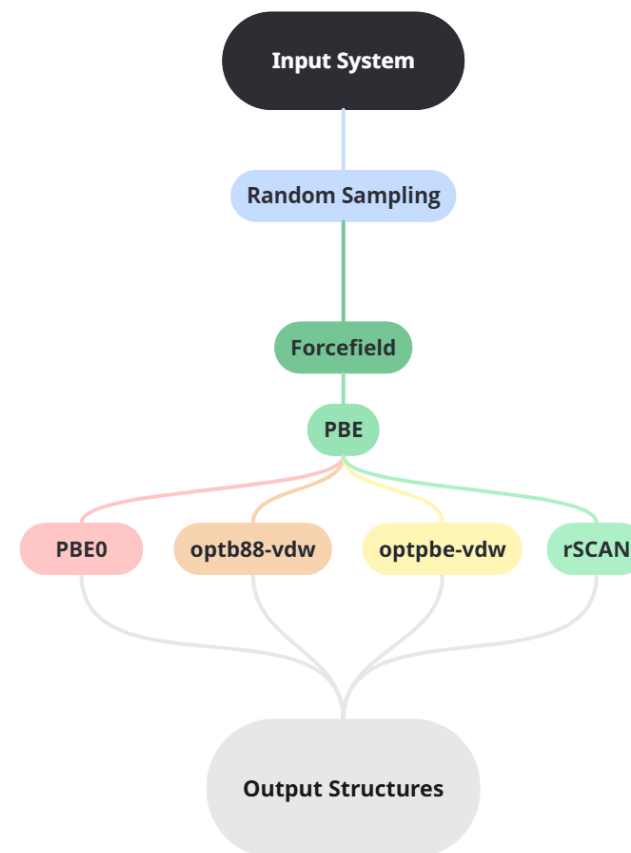 Input System
Random Sampling
Forcefield
PBE
PBE0
optb88-vdw
optpbe-vdw
rSCAN
Output Structures